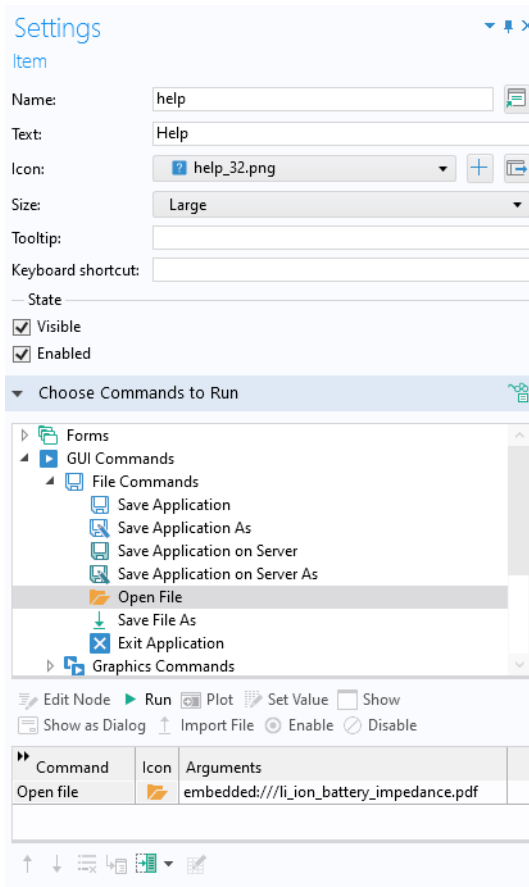 Settings
Item
Name: help
Text: Help
Icon: help_32.png
Size: Large
Tooltip:
Keyboard shortcut:
State
Visible
Enabled
Choose Commands to Run
Forms
GUI Commands
File Commands
Save Application
Save Application As
Save Application on Server
Save Application on Server As
Open File
Save File As
Exit Application
Graphics Commands
Edit Node Run Plot Set Value Show
Show as Dialog Import File Enable Disable
Command Icon Arguments
Open file embedded:///li_ion_battery_impedance.pdf